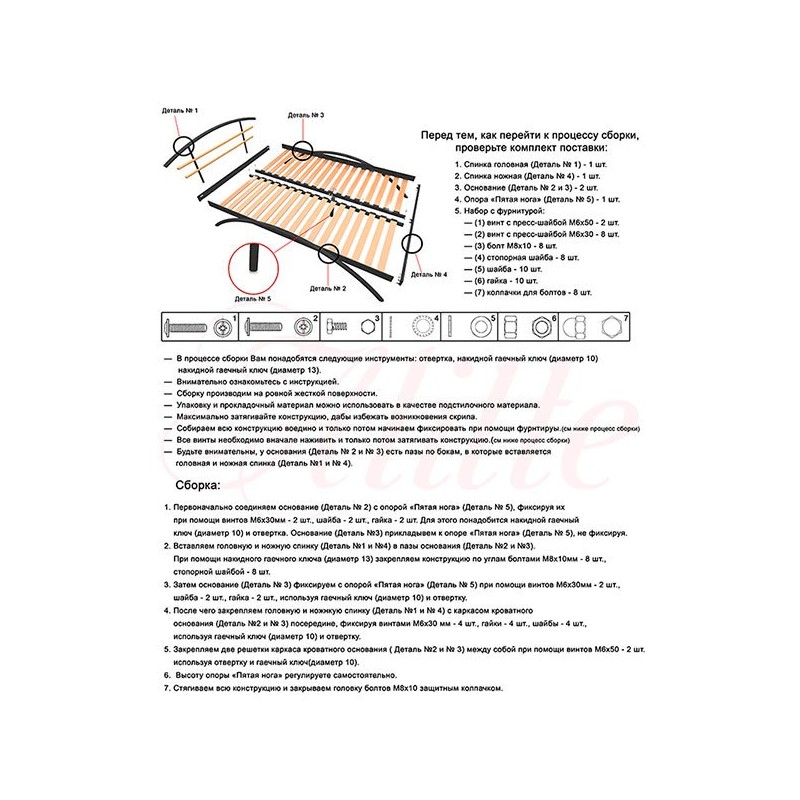 Деталь № 1
Деталь № 3
Перед тем, как перейти к процессу сборки,
проверьте комплект поставки:
1. Спинка головная (Деталь № 1) - 1 шт.
2. Спинка ножная (Деталь № 4) - 1 шт.
3. Основание (Деталь № 2 и 3) - 2 шт.
4. Опора «Пятая нога» (Деталь № 5) - 1 шт.
5. Набор с фурнитурой:
— (1) винт с пресс-шайбой М6х50 - 2 шт.
— (2) винт с пресс-шайбой М6х30 - 8 шт.
— (3) болт М8х10 - 8 шт.
— (4) стопорная шайба - 8 шт.
— (5) шайба - 10 шт.
— (6) гайка - 10 шт.
— (7) колпачки для болтов - 8 шт.
Деталь № 4
Деталь № 2
Деталь № 5
1 2 3 4 5 6 7
— В процессе сборки Вам понадобятся следующие инструменты: отвертка, накидной гаечный ключ (диаметр 10)
накидной гаечный ключ (диаметр 13).
— Внимательно ознакомьтесь с инструкцией.
— Сборку производим на ровной жесткой поверхности.
— Упаковку и прокладочный материал можно использовать в качестве подстилочного материала.
— Максимально затягивайте конструкцию, дабы избежать возникновения скрипа.
— Собираем всю конструкцию воедино и только потом начинаем фиксировать при помощи фурнтиуры.(см ниже процесс сборки)
— Все винты необходимо вначале наживить и только потом затягивать конструкцию.(см ниже процесс сборки)
— Будьте внимательны, у основания (Деталь № 2 и № 3) есть пазы по бокам, в которые вставляется
головная и ножная спинка (Деталь №1 и № 4).
Сборка:
1. Первоначально соединяем основание (Деталь № 2) с опорой «Пятая нога» (Деталь № 5), фиксируя их
при помощи винтов М6х30мм - 2 шт., шайба - 2 шт., гайка - 2 шт. Для этого понадобится накидной гаечный
ключ (диаметр 10) и отвертка. Основание (Деталь №3) прикладывем к опоре «Пятая нога» (Деталь № 5), не фиксируя.
2. Вставляем головную и ножную спинку (Деталь №1 и №4) в пазы основания (Деталь №2 и №3).
При помощи накидного гаечного ключа (диаметр 13) закрепляем конструкцию по углам болтами М8х10мм - 8 шт.,
стопорной шайбой - 8 шт.
3. Затем основание (Деталь № 3) фиксируем с опорой «Пятая нога» (Деталь № 5) при помощи винтов М6х30мм - 2 шт.,
шайба - 2 шт., гайка - 2 шт., используя гаечный ключ (диаметр 10) и отвертку.
4. После чего закрепляем головную и ножнкую спинку (Деталь №1 и № 4) с каркасом кроватного
основания (Деталь №2 и № 3) посередине, фиксируя винтами М6х30 мм - 4 шт., гайки - 4 шт., шайбы - 4 шт.,
используя гаечный ключ (диаметр 10) и отвертку.
5. Закрепляем две решетки каркаса кроватного основания ( Деталь №2 и № 3) между собой при помощи винтов М6х50 - 2 шт.
используя отвертку и гаечный ключ(диаметр 10).
6. Высоту опоры «Пятая нога» регулируете самостоятельно.
7. Стягиваем всю конструкцию и закрываем головку болтов М8х10 защитным колпачком.